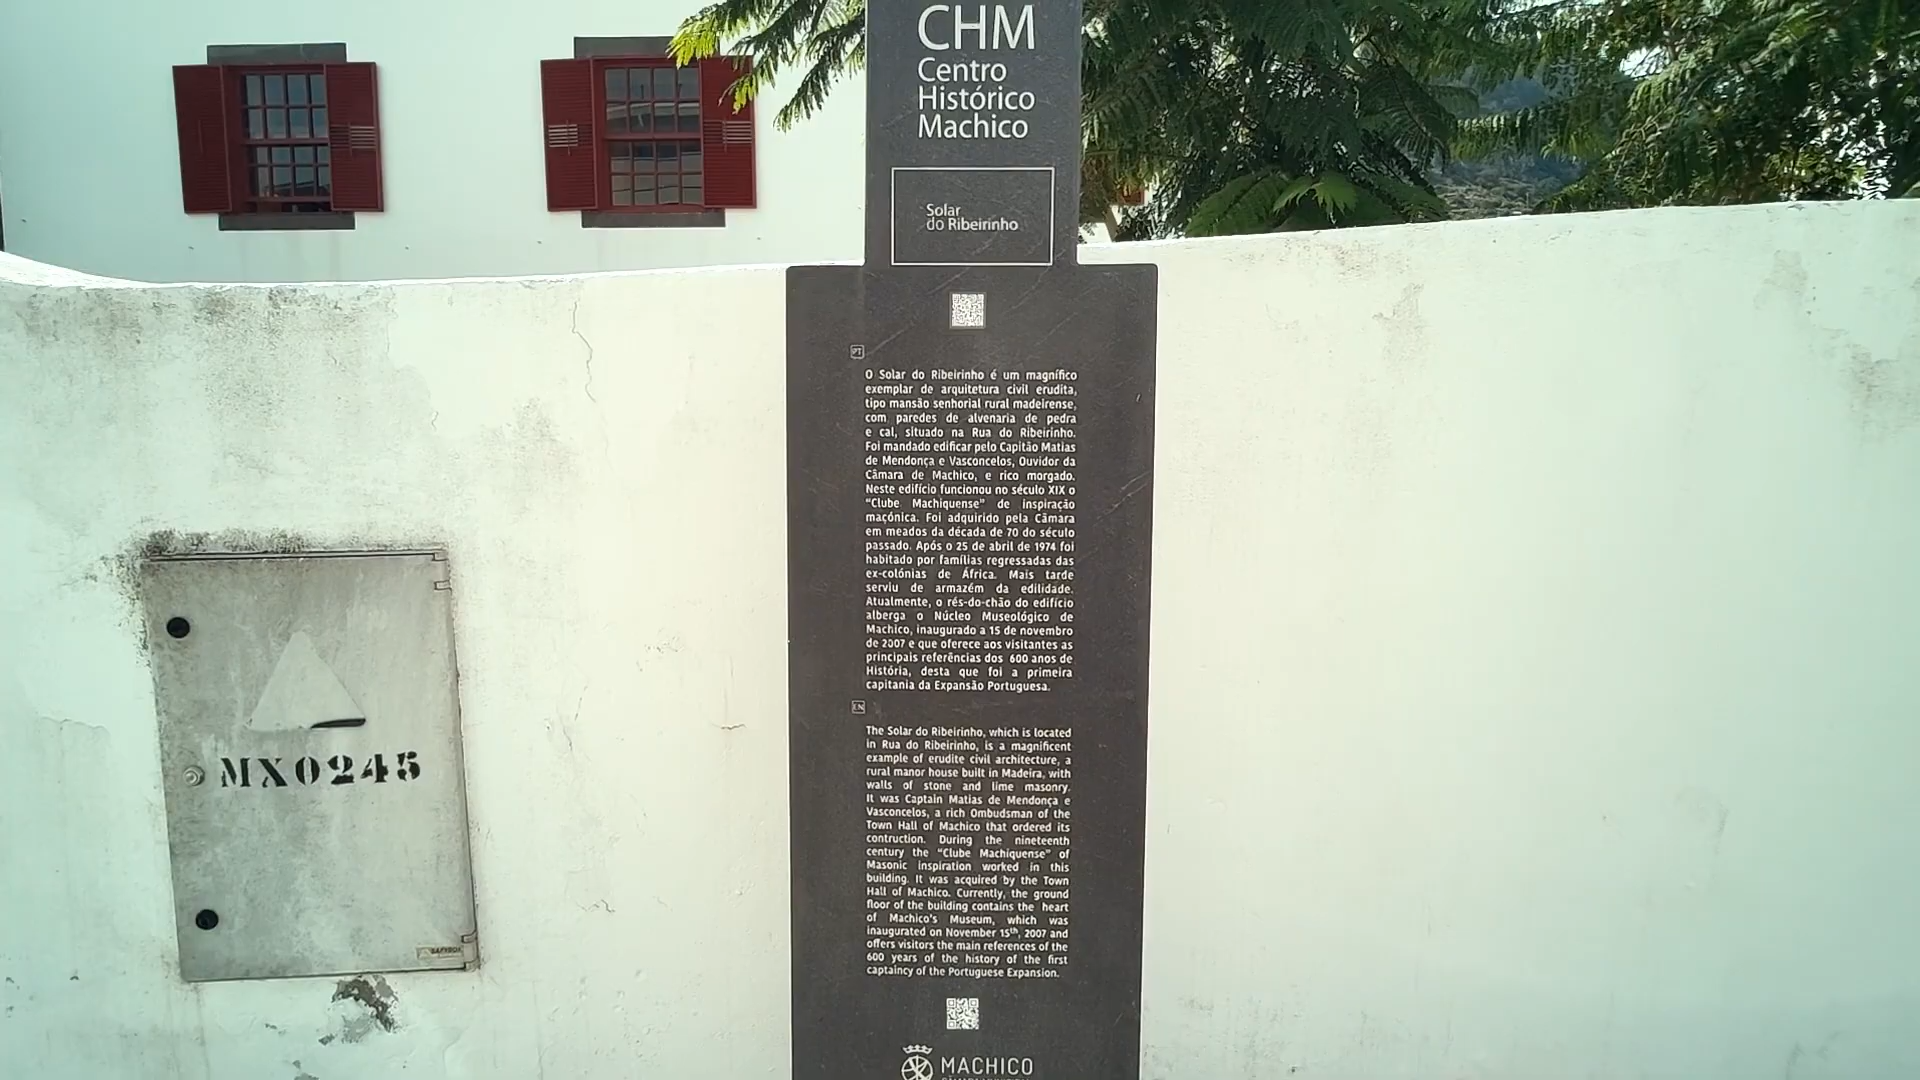 CHM
Centro
Histórico
Machico
Solar
do Ribeirinho
PT
O Solar do Ribeirinho é um magnífico
exemplar de arquitetura civil erudita,
tipo mansão senhorial rural madeirense,
com paredes de alvenaria de pedra
e cal, situado na Rua do Ribeirinho.
Foi mandado edificar pelo Capitão Matias
de Mendonça e Vasconcelos, Ouvidor da
Câmara de Machico, e rico morgado.
Neste edifício funcionou no século XIX o
“Clube Machiquense” de inspiração
maçónica. Foi adquirido pela Câmara
em meados da década de 70 do século
passado. Após o 25 de abril de 1974 foi
habitado por famílias regressadas das
ex-colónias de África. Mais tarde
serviu de armazém da edilidade.
Atualmente, o rés-do-chão do edifício
alberga o Núcleo Museológico de
Machico, inaugurado a 15 de novembro
de 2007 e que oferece aos visitantes as
principais referências dos 600 anos de
História, desta que foi a primeira
capitania da Expansão Portuguesa.
EN
The Solar do Ribeirinho, which is located
in Rua do Ribeirinho, is a magnificent
example of erudite civil architecture, a
rural manor house built in Madeira, with
walls of stone and lime masonry.
It was Captain Matias de Mendonça e
Vasconcelos, a rich Ombudsman of the
Town Hall of Machico that ordered its
contruction. During the nineteenth
century the “Clube Machiquense” of
Masonic inspiration worked in this
building. It was acquired by the Town
Hall of Machico. Currently, the ground
floor of the building contains the heart
of Machico's Museum, which was
inaugurated on November 15th, 2007 and
offers visitors the main references of the
600 years of the history of the first
captaincy of the Portuguese Expansion.
MACHICO
MX0245